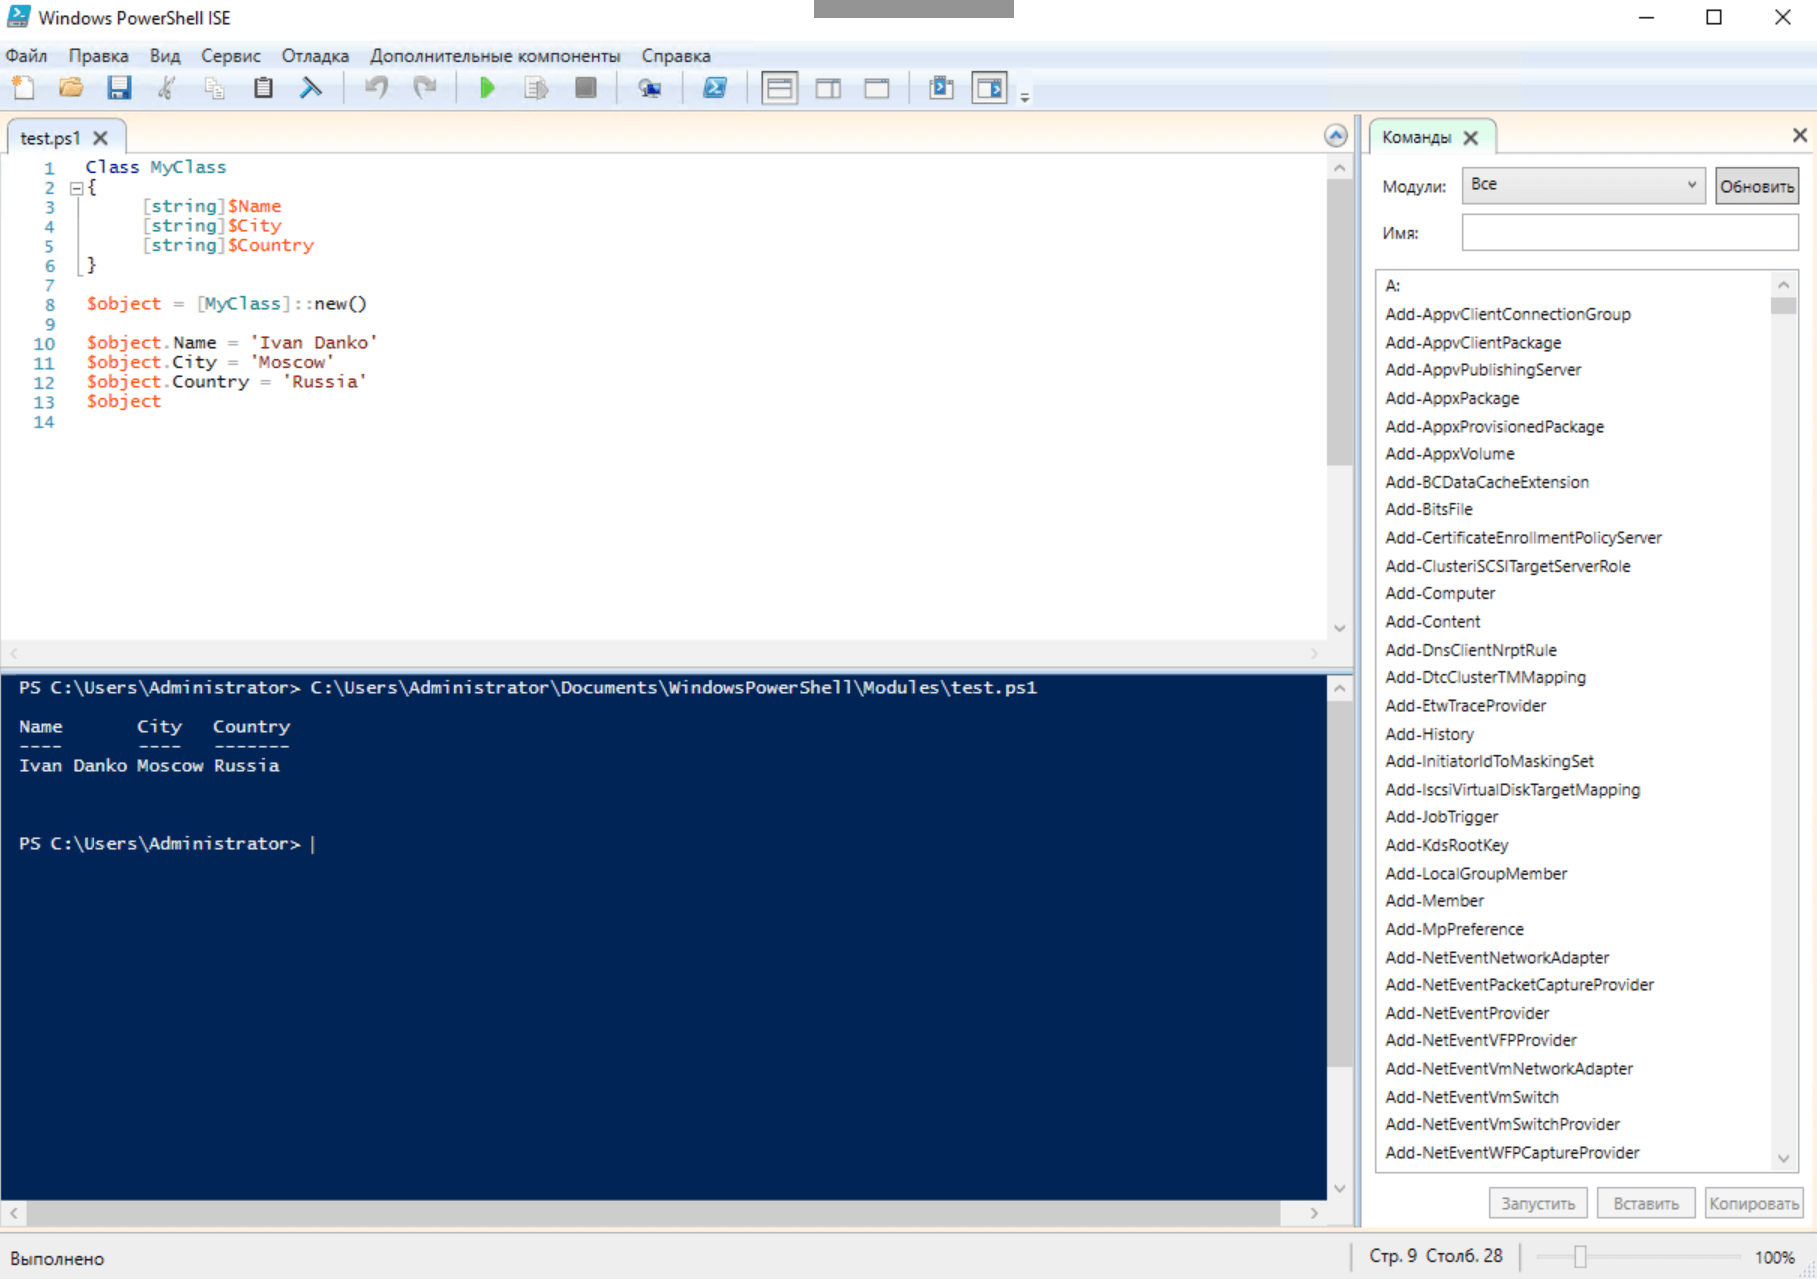 Windows PowerShell ISE
Файл Правка Вид Сервис Отладка Дополнительные компоненты Справка
test.ps1
1 Class MyClass
2 {
3 [string]$Name
4 [string]$City
5 [string]$Country
6 }
7
8 $object = [MyClass]::new()
9
10 $object.Name = 'Ivan Danko'
11 $object.City = 'Moscow'
12 $object.Country = 'Russia'
13 $object
14
PS C:\Users\Administrator> C:\Users\Administrator\Documents\WindowsPowerShell\Modules\test.ps1
Name City Country
---- ---- -------
Ivan Danko Moscow Russia
PS C:\Users\Administrator>
Команды
Модули: Все Обновить
Имя:
A:
Add-AppvClientConnectionGroup
Add-AppvClientPackage
Add-AppvPublishingServer
Add-AppxPackage
Add-AppxProvisionedPackage
Add-AppxVolume
Add-BCDataCacheExtension
Add-BitsFile
Add-CertificateEnrollmentPolicyServer
Add-ClusteriSCSITargetServerRole
Add-Computer
Add-Content
Add-DnsClientNrptRule
Add-DtcClusterTMMapping
Add-EtwTraceProvider
Add-History
Add-InitiatorIdToMaskingSet
Add-IscsiVirtualDiskTargetMapping
Add-JobTrigger
Add-KdsRootKey
Add-LocalGroupMember
Add-Member
Add-MpPreference
Add-NetEventNetworkAdapter
Add-NetEventPacketCaptureProvider
Add-NetEventProvider
Add-NetEventVFPProvider
Add-NetEventVmNetworkAdapter
Add-NetEventVmSwitch
Add-NetEventVmSwitchProvider
Add-NetEventWFPCaptureProvider
Запустить Вставить Копировать
Выполнено
Стр. 9 Столб. 28 100%